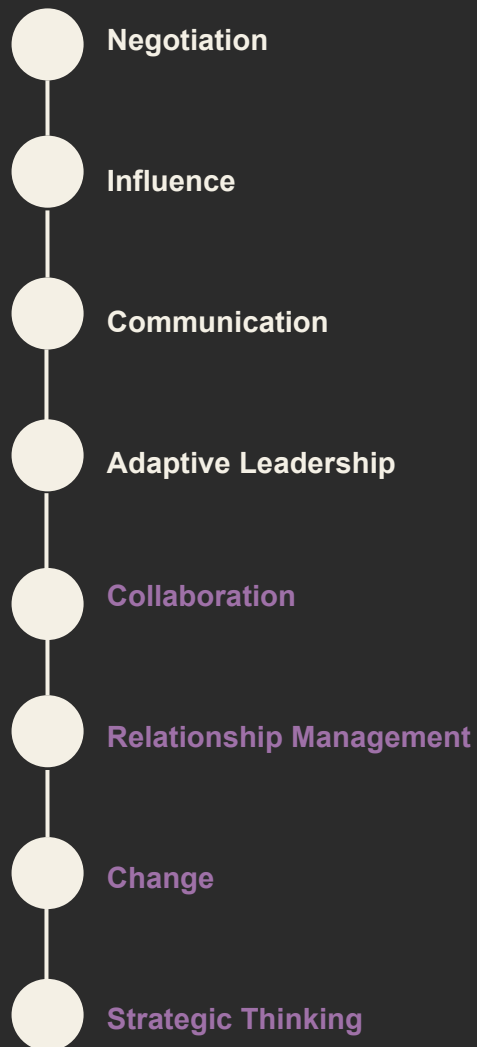 Negotiation
Influence
Communication
Adaptive Leadership
Collaboration
Relationship Management
Change
Strategic Thinking